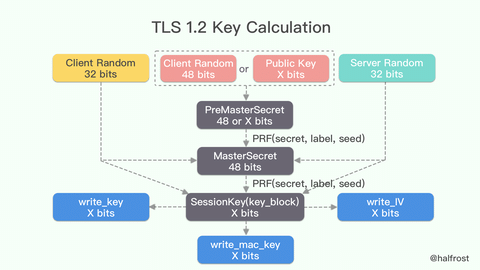 TLS 1.2 Key Calculation
Client Random
32 bits
Client Random
48 bits
or
Public Key
X bits
Server Random
32 bits
PreMasterSecret
48 or X bits
PRF(secret, label, seed)
MasterSecret
48 bits
PRF(secret, label, seed)
write_key
X bits
SessionKey(key_block)
X bits
write_IV
X bits
write_mac_key
X bits
@halfrost